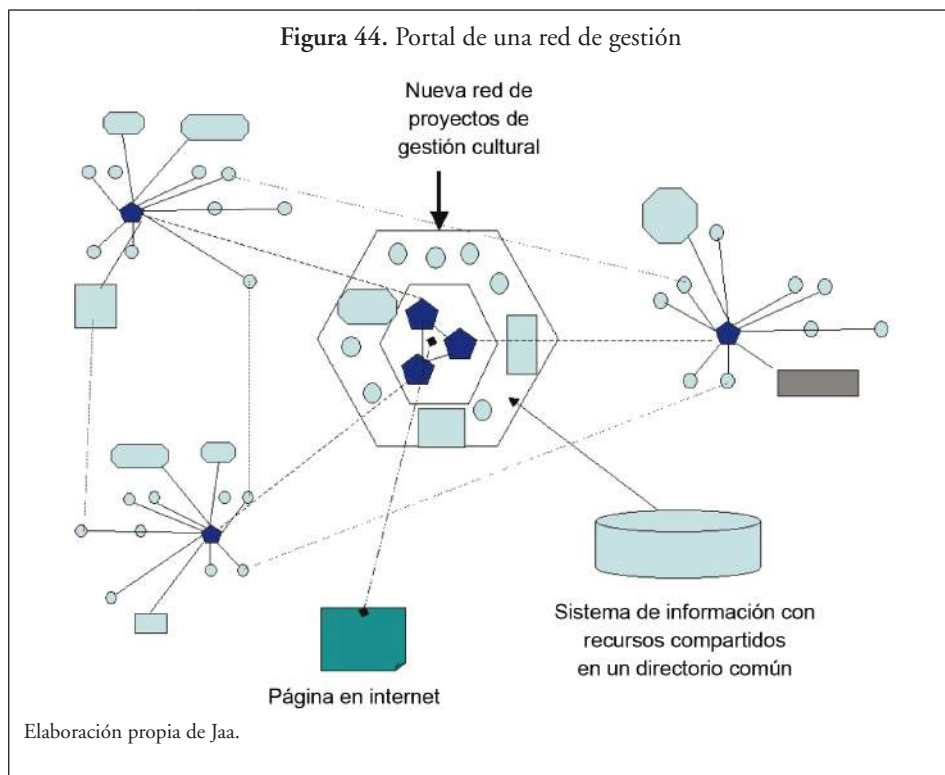 Figura 44. Portal de una red de gestión
Nueva red de
proyectos de
gestión cultural
Sistema de información con
recursos compartidos
en un directorio común
Página en internet
Elaboración propia de Jaa.